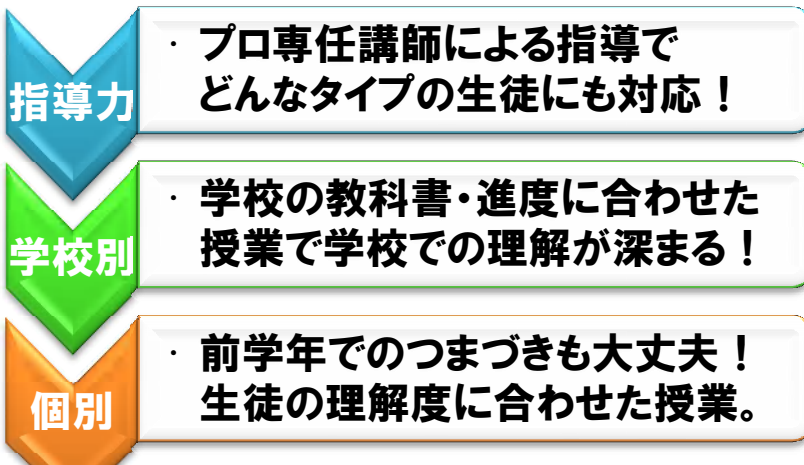 指導力
・プロ専任講師による指導で
どんなタイプの生徒にも対応！
学校別
・学校の教科書・進度に合わせた
授業で学校での理解が深まる！
個別
・前学年でのつまづきも大丈夫！
生徒の理解度に合わせた授業。